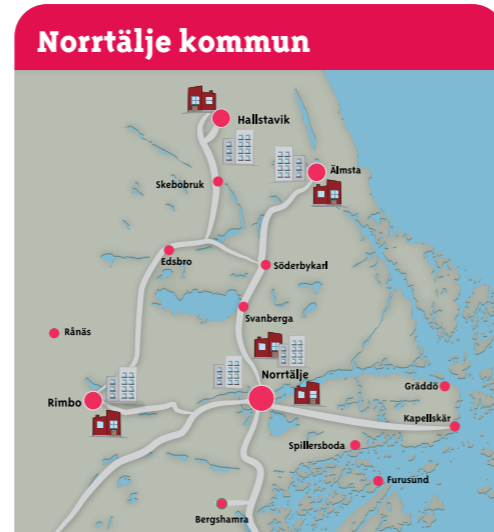 Norrtälje kommun
Hallstavik
Älmsta
Skebobruk
Edsbro
Söderbykarl
Svanberga
Rånäs
Norrtälje
Gräddö
Rimbo
Kapellskär
Spillersboda
Furusund
Bergshamra